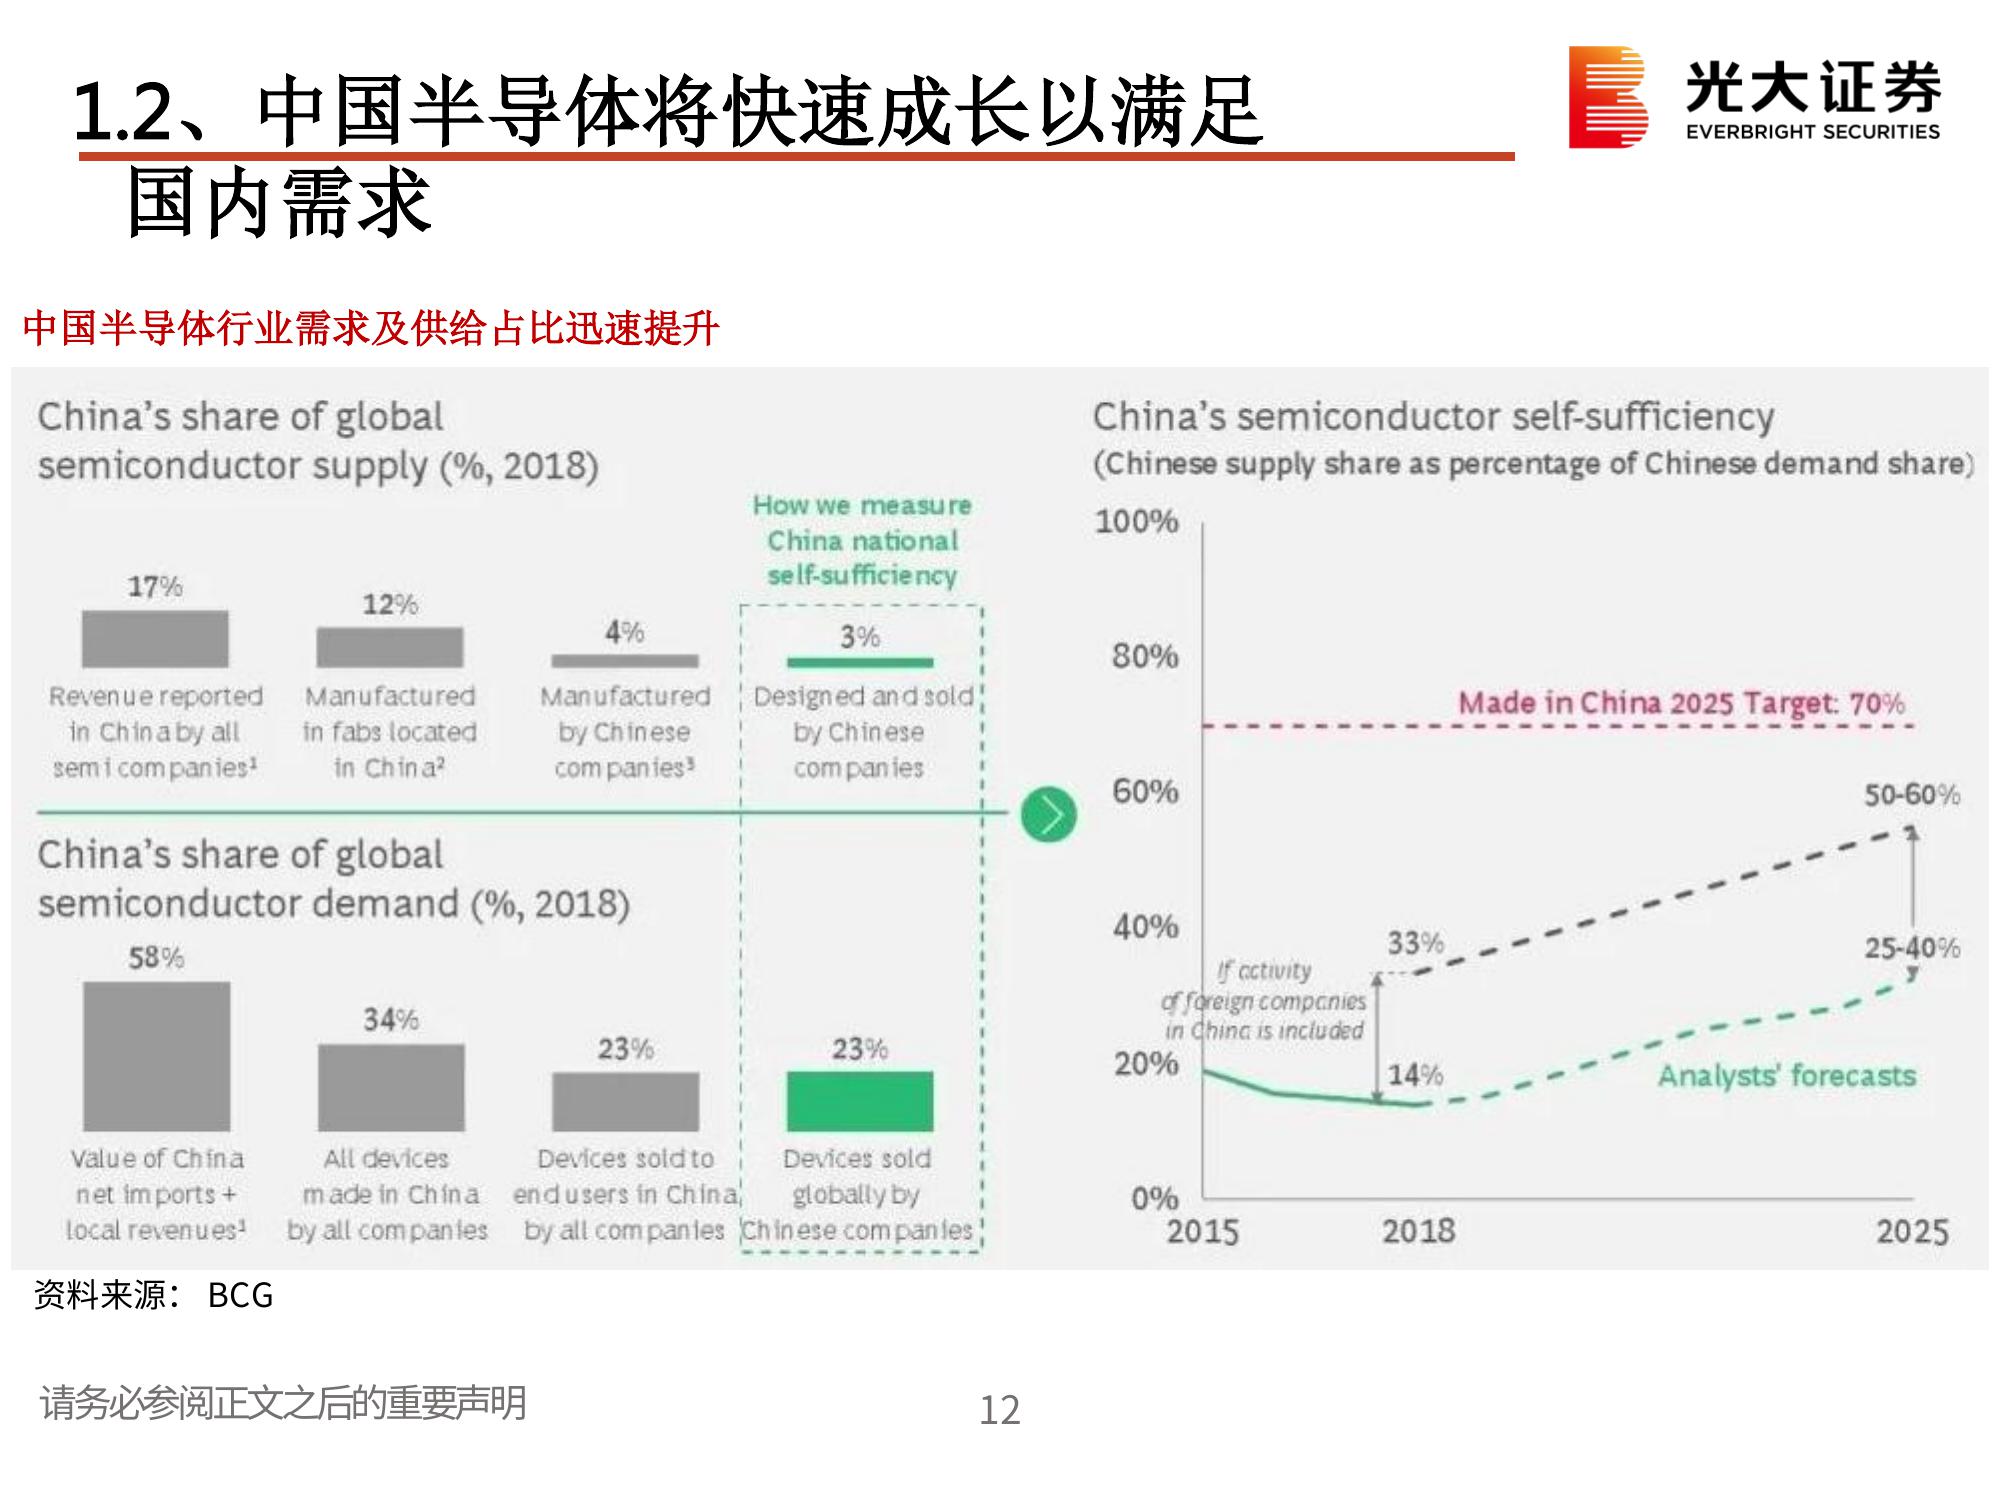 1.2、中国半导体将快速成长以满足
国内需求
光大证券
EVERBRIGHT SECURITIES
中国半导体行业需求及供给占比迅速提升
China's share of global
semiconductor supply (%, 2018)
How we measure
China national
self-sufficiency
17%
12%
4%
3%
Revenue reported
in China by all
semi companies¹
Manufactured
in fabs located
in China²
Manufactured
by Chinese
companies³
Designed and sold
by Chinese
companies
China's share of global
semiconductor demand (%, 2018)
58%
34%
23%
23%
Value of China
net imports +
local revenues¹
All devices
made in China
by all companies
Devices sold to
end users in China
by all companies
Devices sold
globally by
Chinese companies
China's semiconductor self-sufficiency
(Chinese supply share as percentage of Chinese demand share)
100%
80%
Made in China 2025 Target: 70%
60%
50-60%
40%
33%
25-40%
If activity
of foreign companies
in China is included
20%
14%
Analysts' forecasts
0%
2015
2018
2025
资料来源： BCG
请务必参阅正文之后的重要声明
12